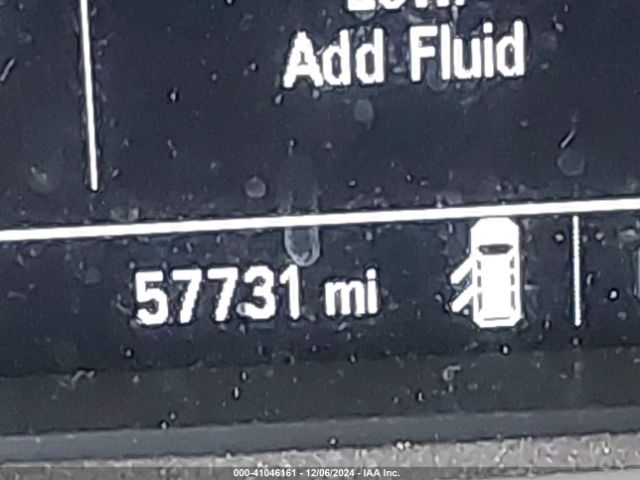 Add Fluid
57731 mi
000-41046161 - 12/06/2024 - IAA Inc.